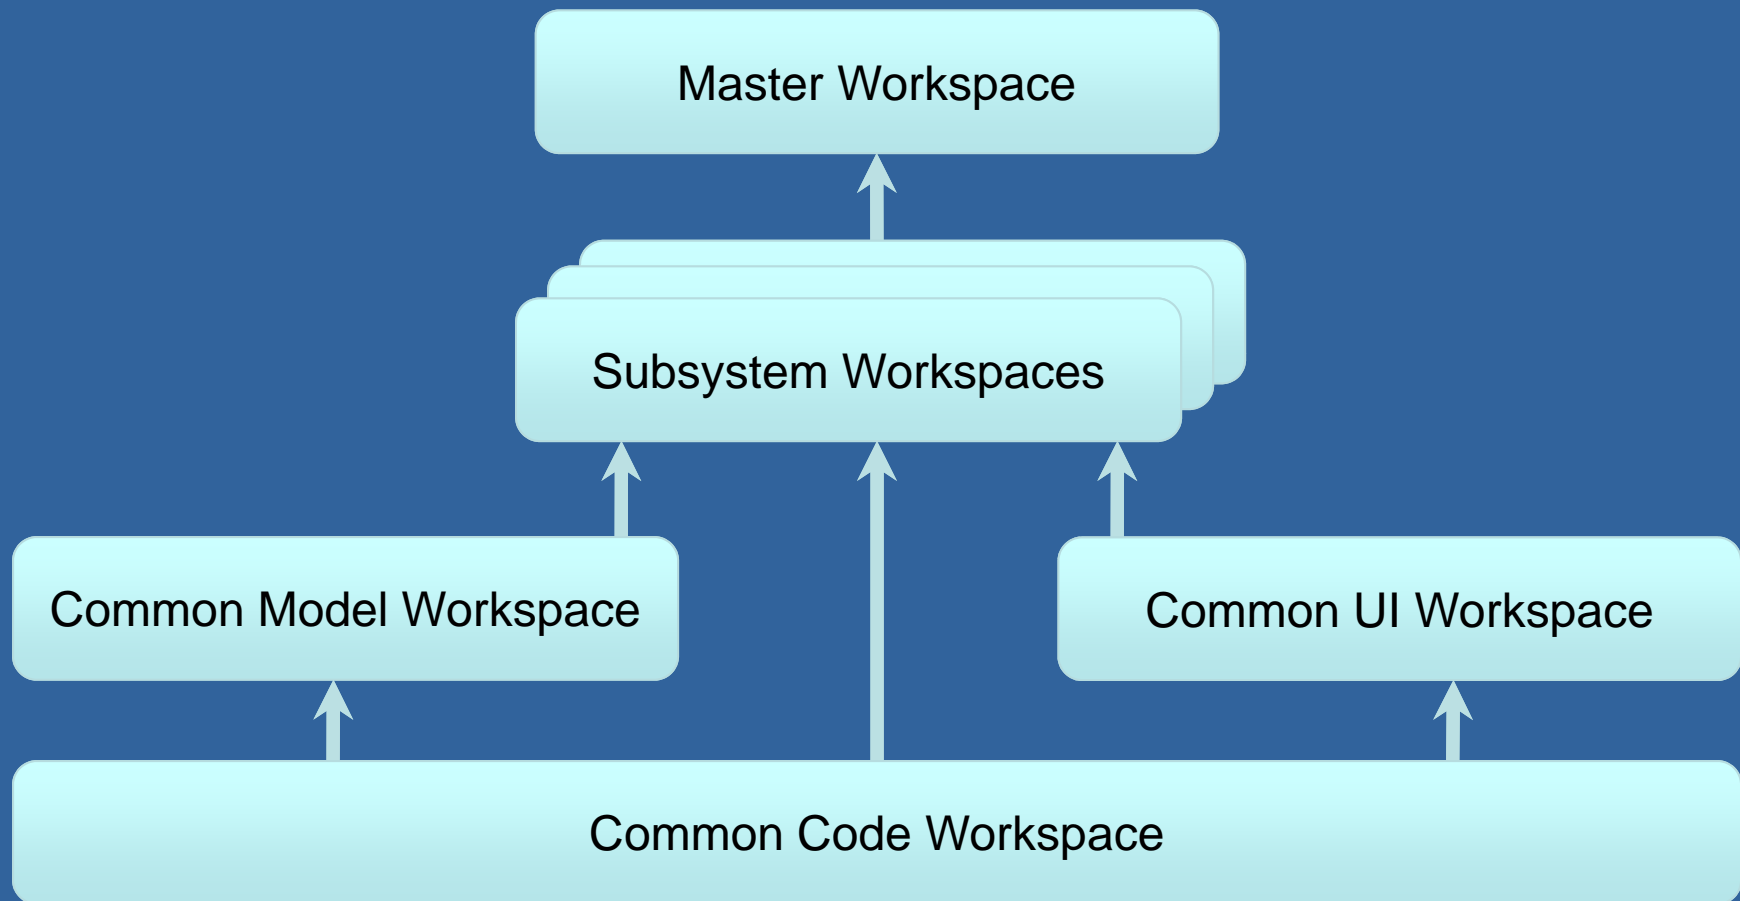 Master Workspace
Subsystem Workspaces
Common Model Workspace
Common UI Workspace
Common Code Workspace